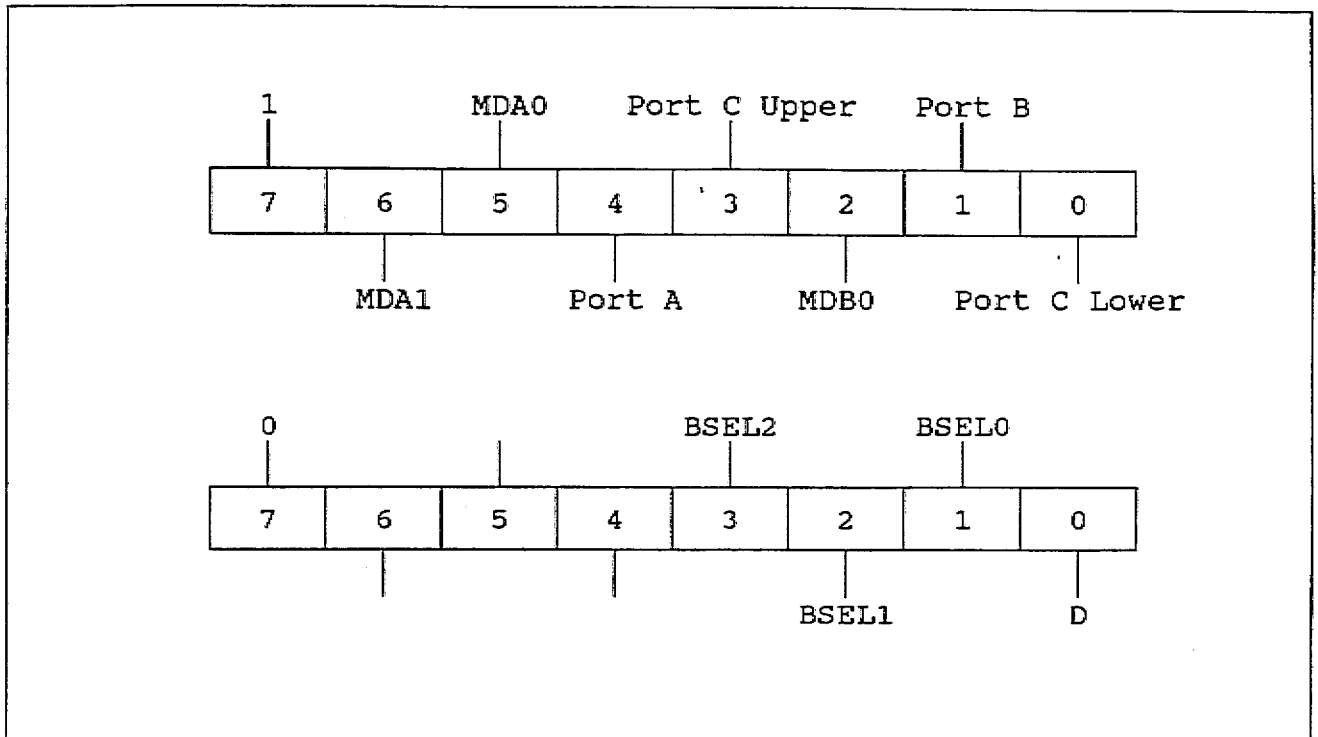 1 MDA0 Port C Upper Port B
7 6 5 4 3 2 1 0
MDA1 Port A MDB0 Port C Lower
0 BSEL2 BSEL0
7 6 5 4 3 2 1 0
BSEL1 D